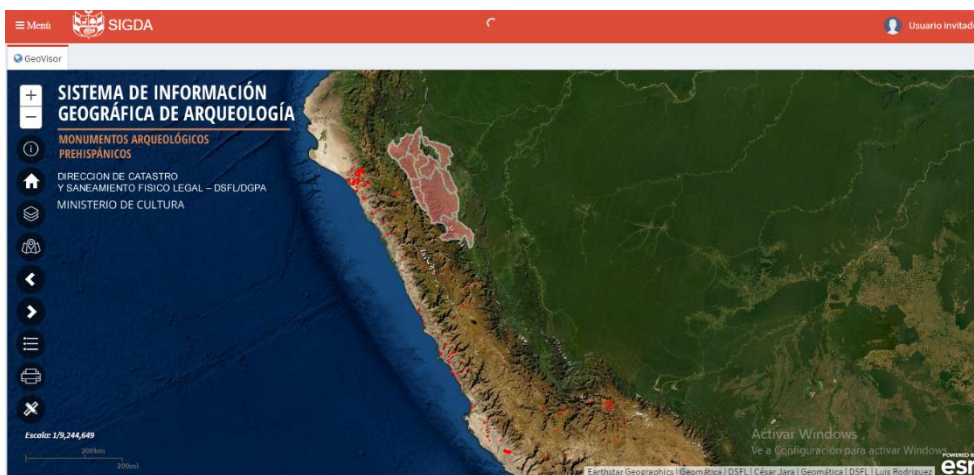 Menú
SIGDA
Usuario invitado
GeoVisor
SISTEMA DE INFORMACIÓN
GEOGRÁFICA DE ARQUEOLOGÍA
MONUMENTOS ARQUEOLÓGICOS
PREHISPÁNICOS
DIRECCION DE CATASTRO
Y SANEAMIENTO FISICO LEGAL – DSFL/DGPA
MINISTERIO DE CULTURA
Escala: 1/9,244,649
200km
200mi
Activar Windows
Ve a Configuración para activar Windows.
POWERED BY
esri
Earthstar Geographics | Geomática | DSFL | César Jara | Geomática | DSFL | Luis Rodriguez